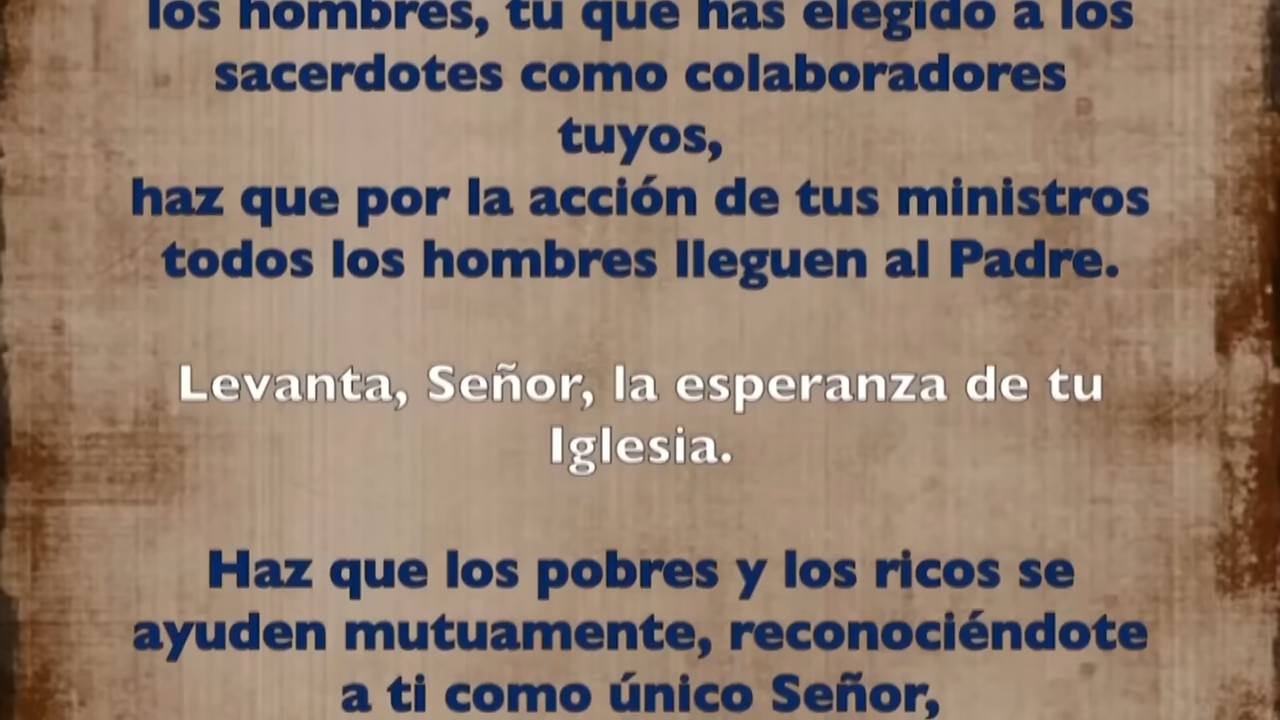 los hombres, tú que has elegido a los
sacerdotes como colaboradores
tuyos,
haz que por la acción de tus ministros
todos los hombres lleguen al Padre.
Levanta, Señor, la esperanza de tu
Iglesia.
Haz que los pobres y los ricos se
ayuden mutuamente, reconociéndote
a ti como único Señor,